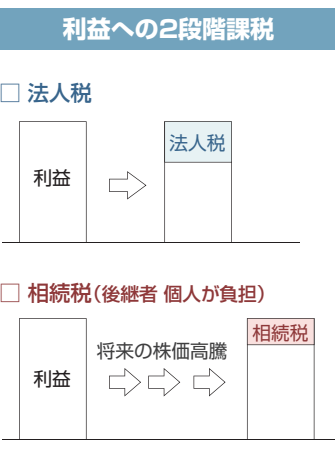 利益への2段階課税
□ 法人税
法人税
利益
□ 相続税(後継者 個人が負担)
相続税
将来の株価高騰
利益